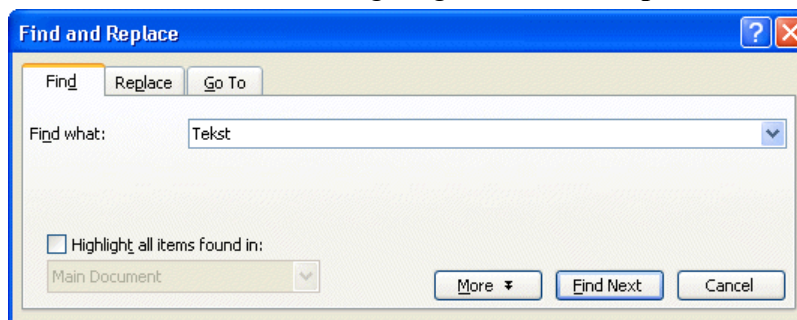 Find and Replace
Find Replace Go To
Find what: Tekst
Highlight all items found in:
Main Document
More Find Next Cancel